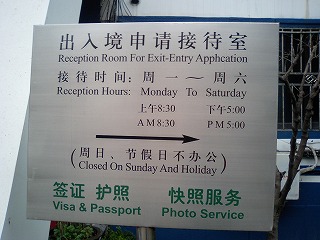 出入境申请接待室
Reception Room For Exit-Entry Application
接待时间: 周一～周六
Reception Hours: Monday To Saturday
上午8:30 下午5:00
AM8:30 PM5:00
(周日、节假日不办公)
(Closed On Sunday And Holiday)
签证 护照 快照服务
Visa & Passport Photo Service